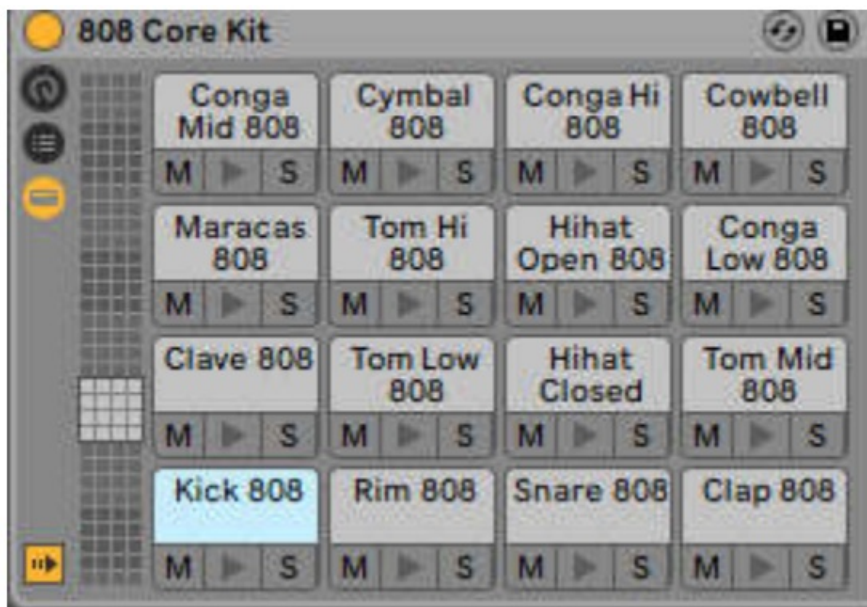 808 Core Kit
Conga Mid 808
Cymbal 808
Conga Hi 808
Cowbell 808
M S M S M S M S
Maracas 808
Tom Hi 808
Hihat Open 808
Conga Low 808
M S M S M S M S
Clave 808
Tom Low 808
Hihat Closed
Tom Mid 808
M S M S M S M S
Kick 808
Rim 808
Snare 808
Clap 808
M S M S M S M S